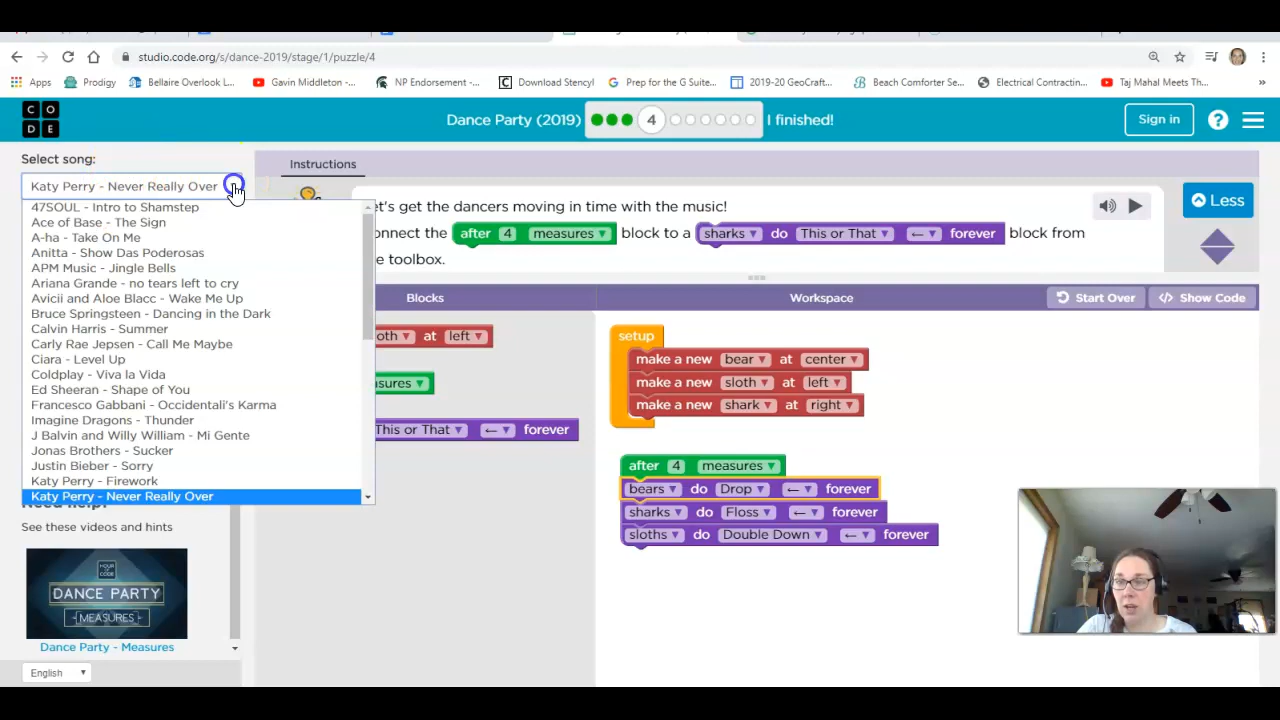 studio.code.org/s/dance-2019/stage/1/puzzle/4
Apps
Prodigy
Bellaire Overlook L...
Gavin Middleton -...
NP Endorsement -...
Download Stencyl
Prep for the G Suite...
2019-20 GeoCraft...
Beach Comforter Se...
Electrical Contractin...
Taj Mahal Meets Th...
»
C O
D E
Dance Party (2019)
4
I finished!
Sign in
?
Select song:
Katy Perry - Never Really Over
47SOUL - Intro to Shamstep
Ace of Base - The Sign
A-ha - Take On Me
Anitta - Show Das Poderosas
APM Music - Jingle Bells
Ariana Grande - no tears left to cry
Avicii and Aloe Blacc - Wake Me Up
Bruce Springsteen - Dancing in the Dark
Calvin Harris - Summer
Carly Rae Jepsen - Call Me Maybe
Ciara - Level Up
Coldplay - Viva la Vida
Ed Sheeran - Shape of You
Francesco Gabbani - Occidentali's Karma
Imagine Dragons - Thunder
J Balvin and Willy William - Mi Gente
Jonas Brothers - Sucker
Justin Bieber - Sorry
Katy Perry - Firework
Katy Perry - Never Really Over
Need help?
See these videos and hints
HOUR OF CODE
DANCE PARTY
MEASURES
Dance Party - Measures
English
Instructions
et's get the dancers moving in time with the music!
onnect the after 4 measures block to a sharks do This or That ← forever block from
e toolbox.
Less
Blocks
Workspace
Start Over
</> Show Code
oth at left
asures
This or That ← forever
setup
make a new bear at center
make a new sloth at left
make a new shark at right
after 4 measures
bears do Drop ← forever
sharks do Floss ← forever
sloths do Double Down ← forever